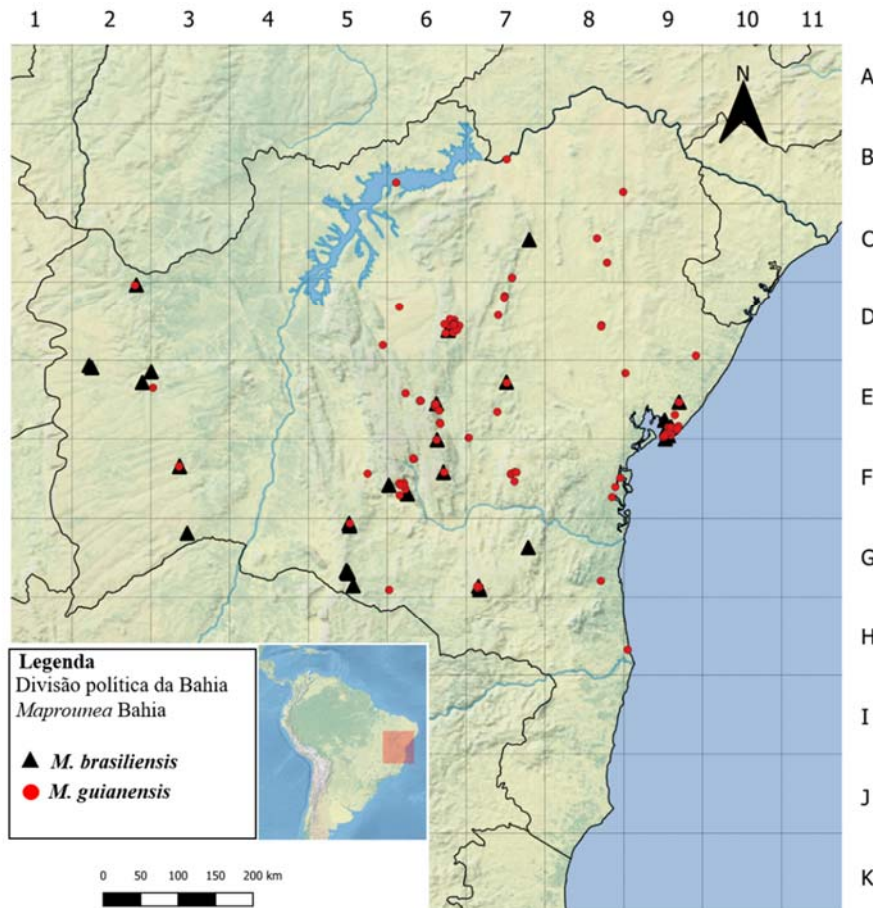 1 2 3 4 5 6 7 8 9 10 11
A
N
B
C
D
E
F
G
H
I
J
K
Legenda
Divisão política da Bahia
Maprounea Bahia
M. brasiliensis
M. guianensis
0 50 100 150 200 km